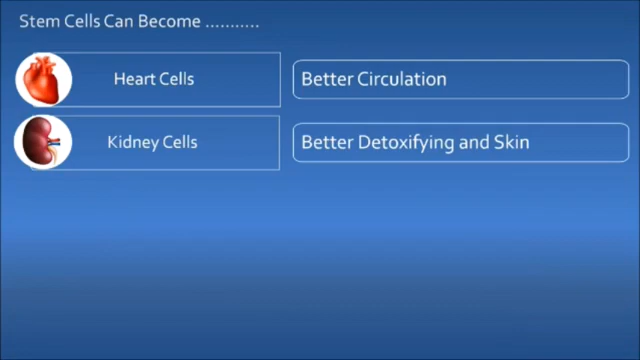 Stem Cells Can Become ...........
Heart Cells
Better Circulation
Kidney Cells
Better Detoxifying and Skin